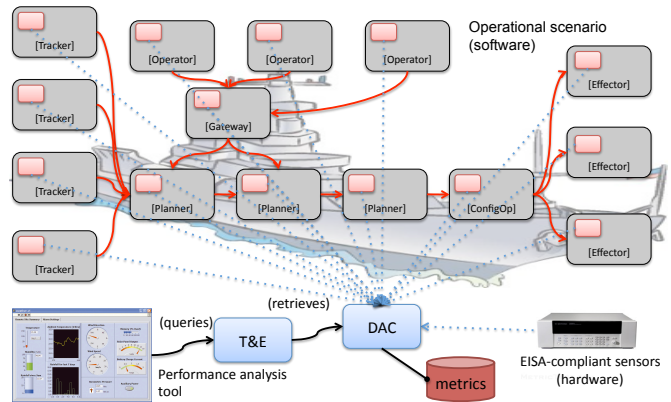 Operational scenario
(software)
[Tracker]
[Operator]
[Operator]
[Operator]
[Effector]
[Tracker]
[Gateway]
[Effector]
[Tracker]
[Planner]
[Planner]
[Planner]
[ConfigOp]
[Tracker]
[Effector]
(queries)
(retrieves)
T&E
DAC
Performance analysis
tool
metrics
EISA-compliant sensors
(hardware)